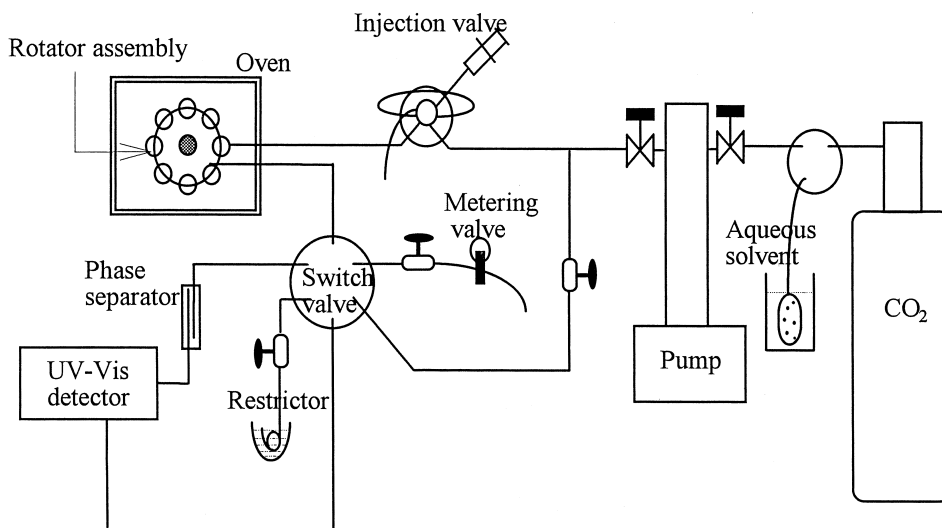 Injection valve
Rotator assembly
Oven
Metering
valve
Aqueous
solvent
Phase
separator
Switch
valve
CO₂
Pump
UV-Vis
detector
Restrictor